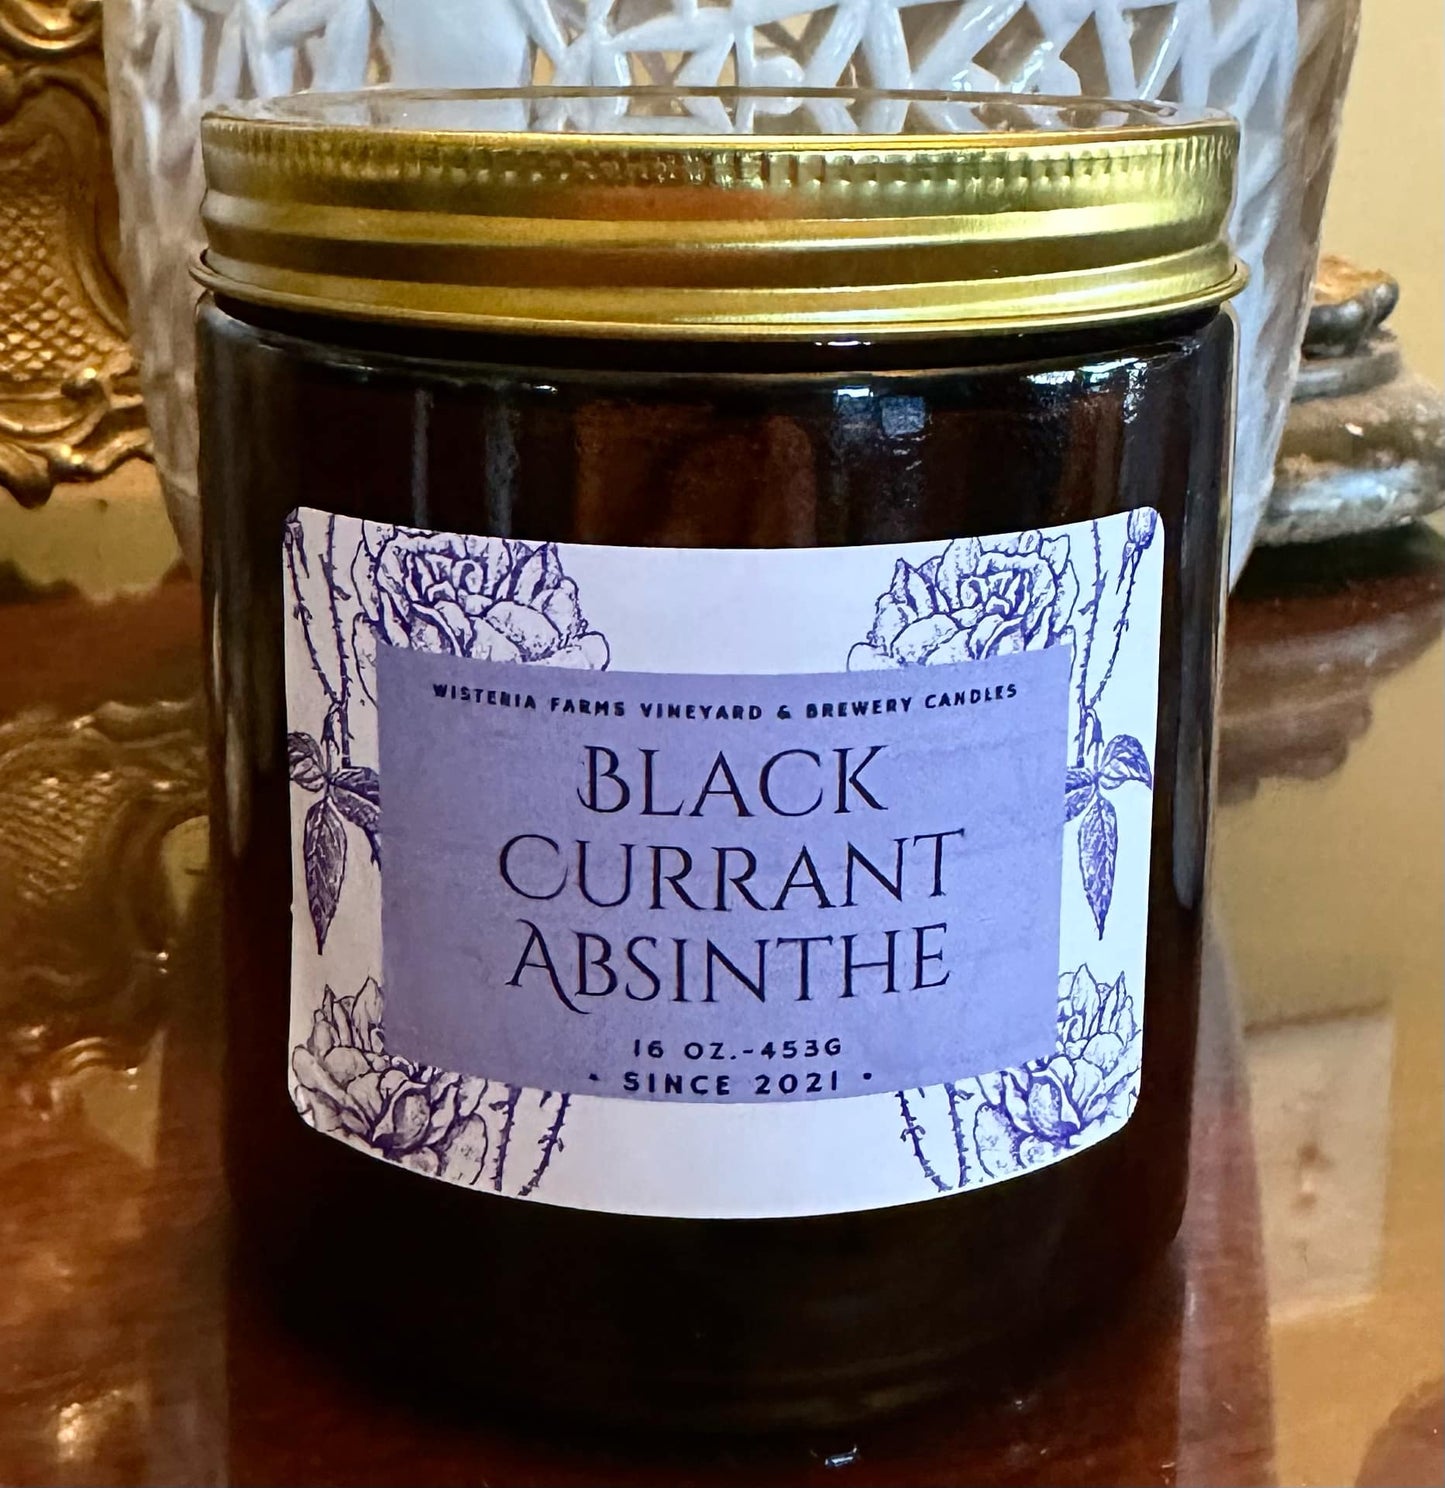 WISTERIA FARMS VINEYARD & BREWERY CANDLES
BLACK
CURRANT
ABSINTHE
16 OZ.-453G
• SINCE 2021 •